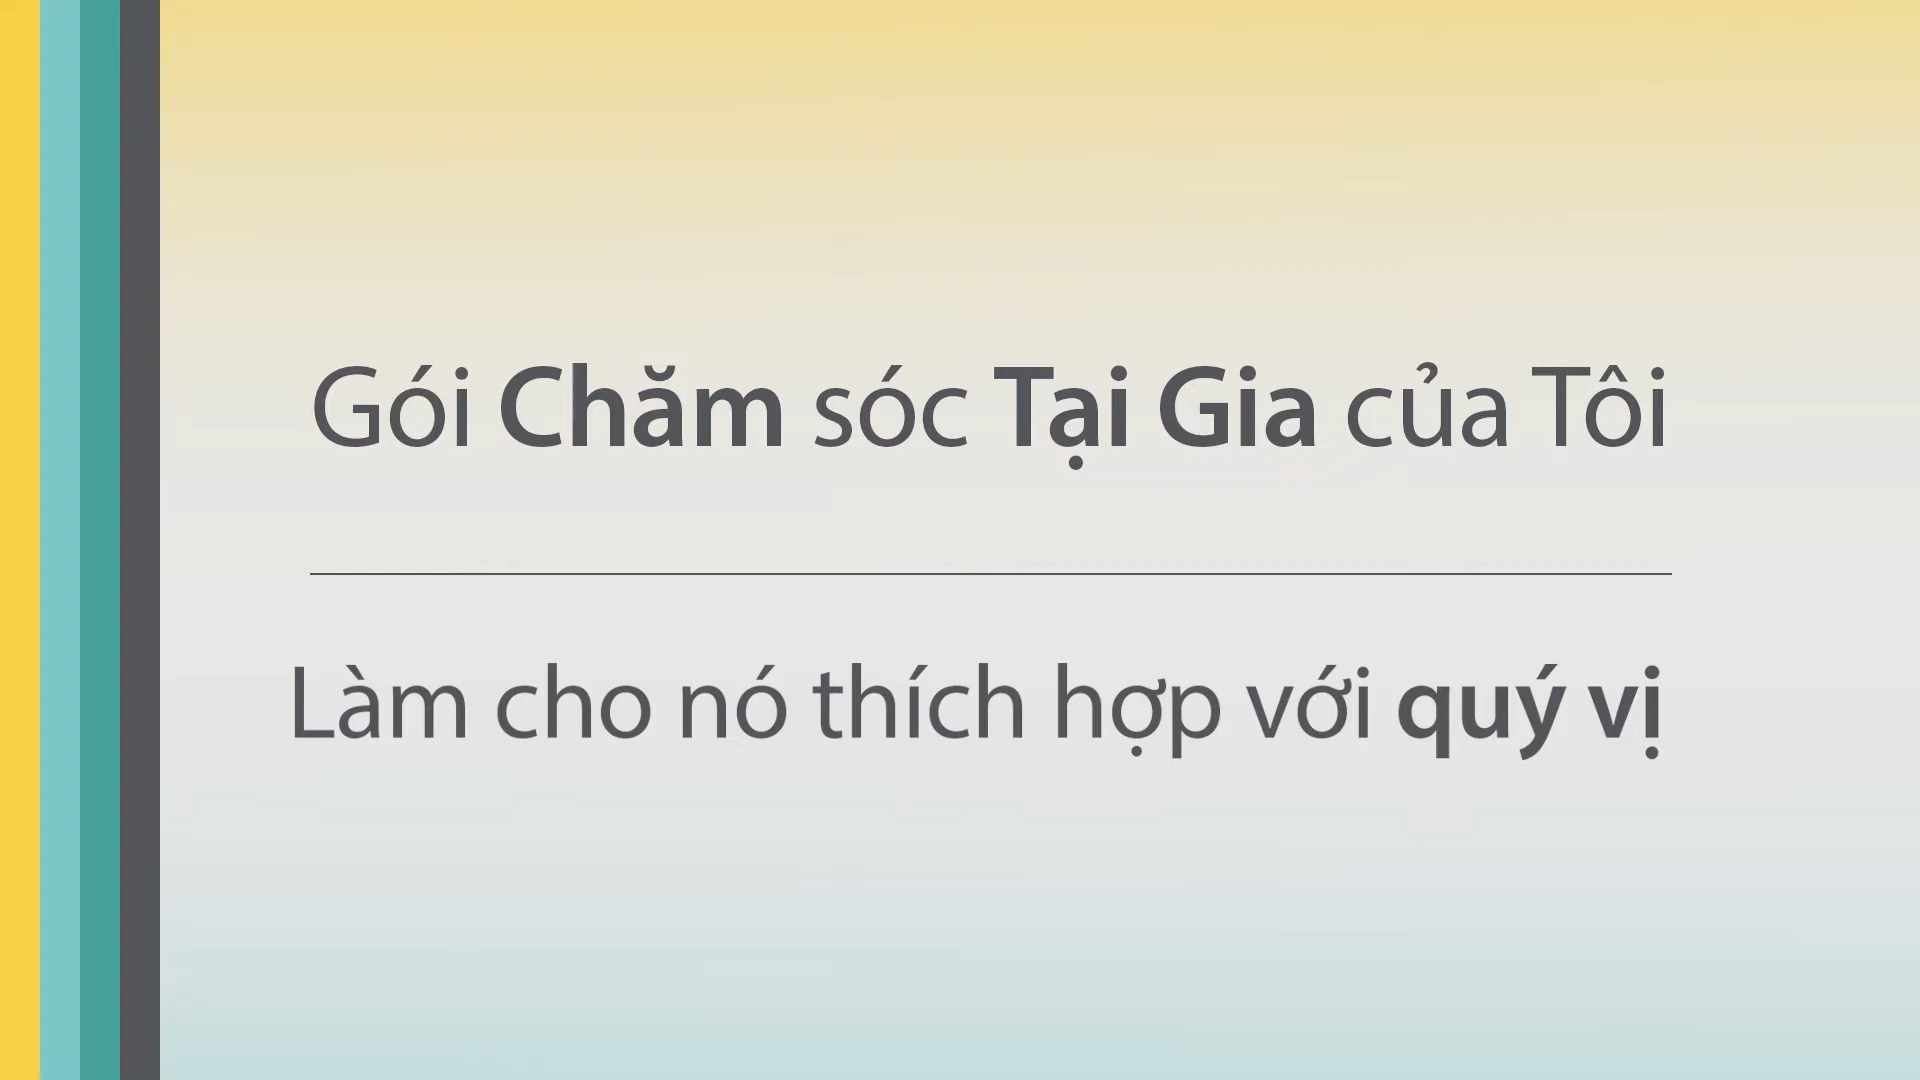 Gói Chăm sóc Tại Gia của Tôi
Làm cho nó thích hợp với quý vị